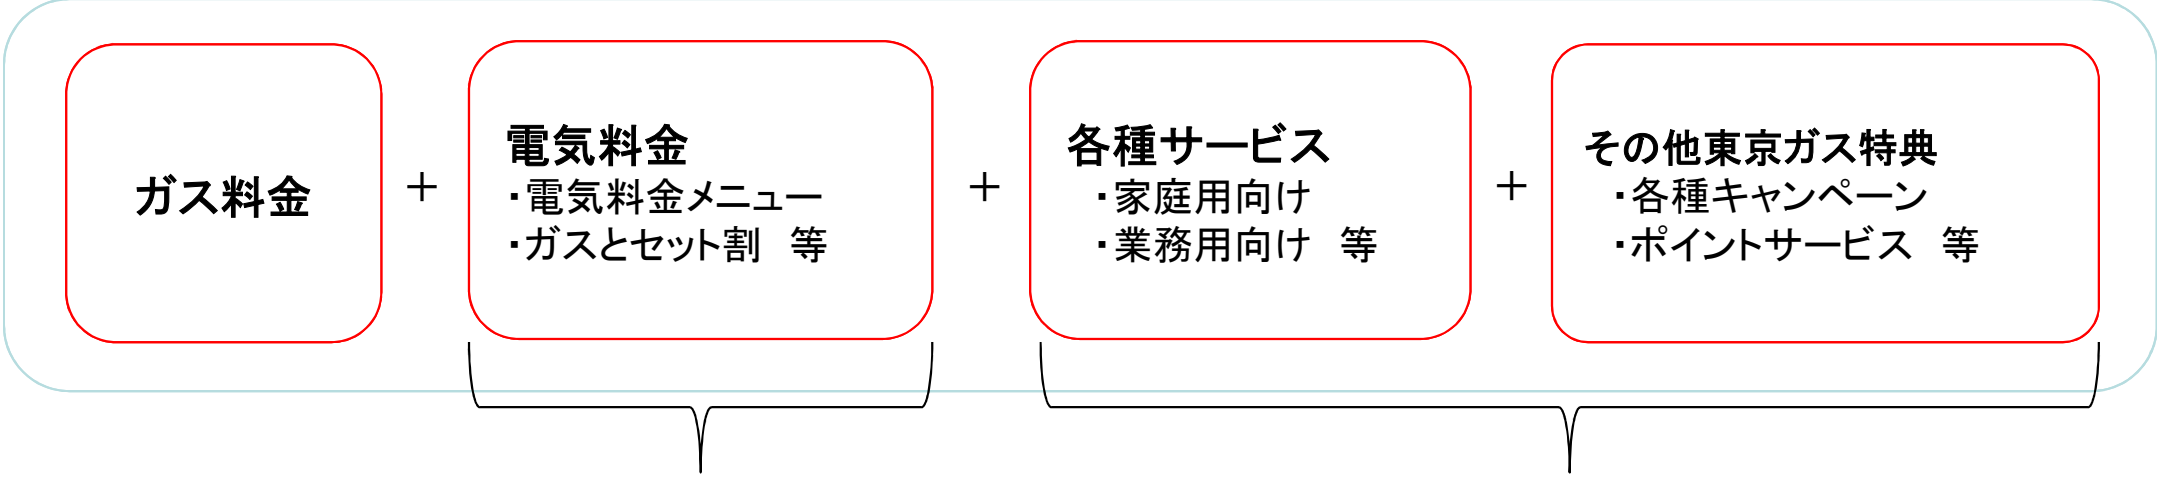 ガス料金
＋
電気料金
・電気料金メニュー
・ガスとセット割　等
＋
各種サービス
・家庭用向け
・業務用向け　等
＋
その他東京ガス特典
・各種キャンペーン
・ポイントサービス　等